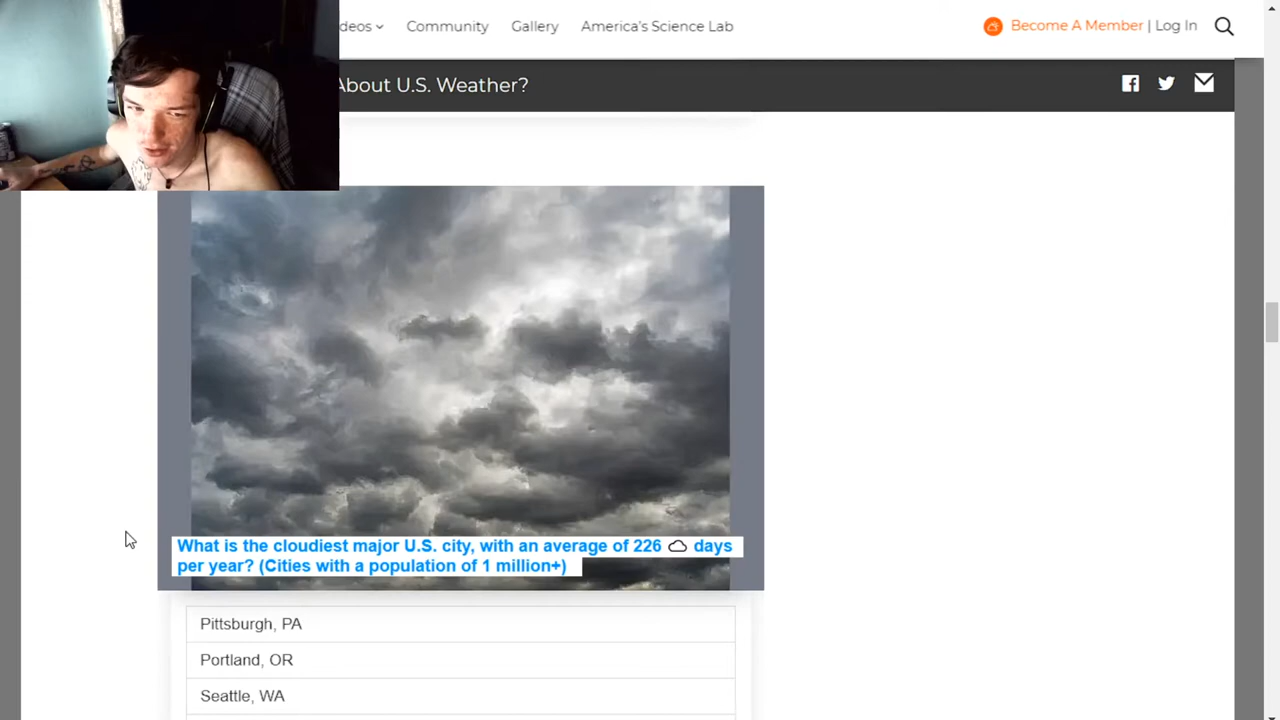 deos
Community
Gallery
America's Science Lab
Become A Member | Log In
About U.S. Weather?
What is the cloudiest major U.S. city, with an average of 226 days
per year? (Cities with a population of 1 million+)
Pittsburgh, PA
Portland, OR
Seattle, WA